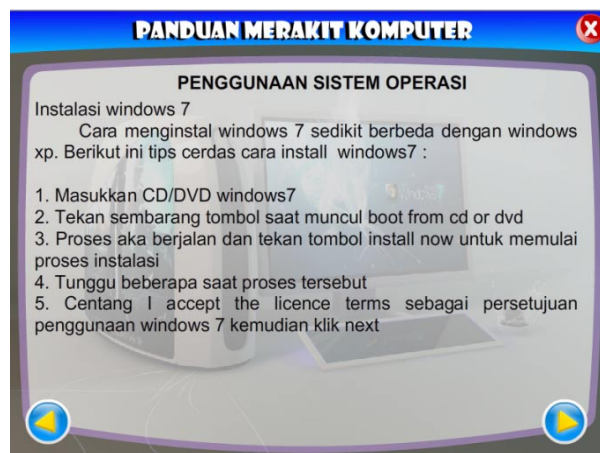 PANDUAN MERAKIT KOMPUTER
X
PENGGUNAAN SISTEM OPERASI
Instalasi windows 7
Cara menginstal windows 7 sedikit berbeda dengan windows
xp. Berikut ini tips cerdas cara install windows7 :
1. Masukkan CD/DVD windows7
2. Tekan sembarang tombol saat muncul boot from cd or dvd
3. Proses aka berjalan dan tekan tombol install now untuk memulai
proses instalasi
4. Tunggu beberapa saat proses tersebut
5. Centang I accept the licence terms sebagai persetujuan
penggunaan windows 7 kemudian klik next